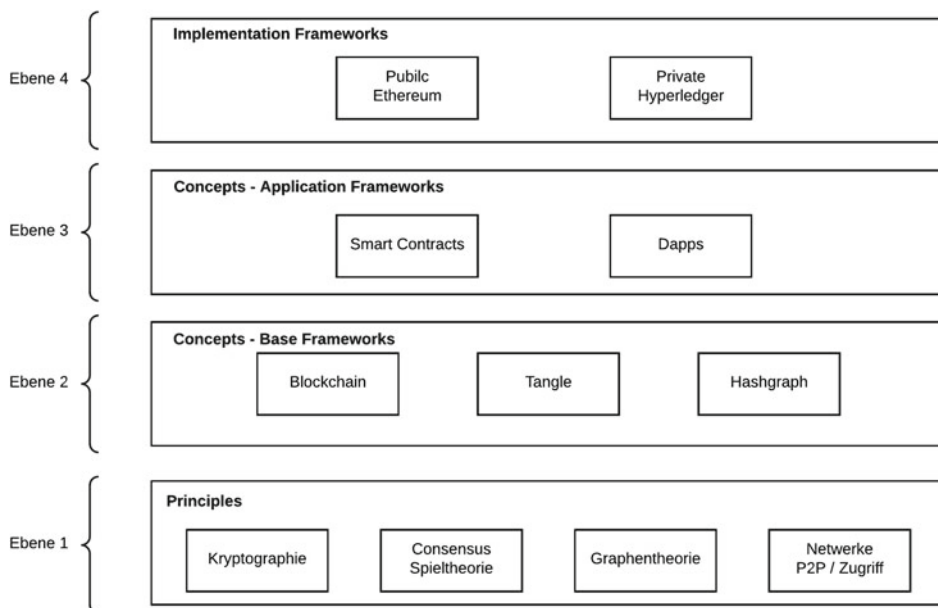 Ebene 4
Implementation Frameworks
Pubilc
Ethereum
Private
Hyperledger
Ebene 3
Concepts - Application Frameworks
Smart Contracts
Dapps
Ebene 2
Concepts - Base Frameworks
Blockchain
Tangle
Hashgraph
Ebene 1
Principles
Kryptographie
Consensus
Spieltheorie
Graphentheorie
Netwerke
P2P / Zugriff